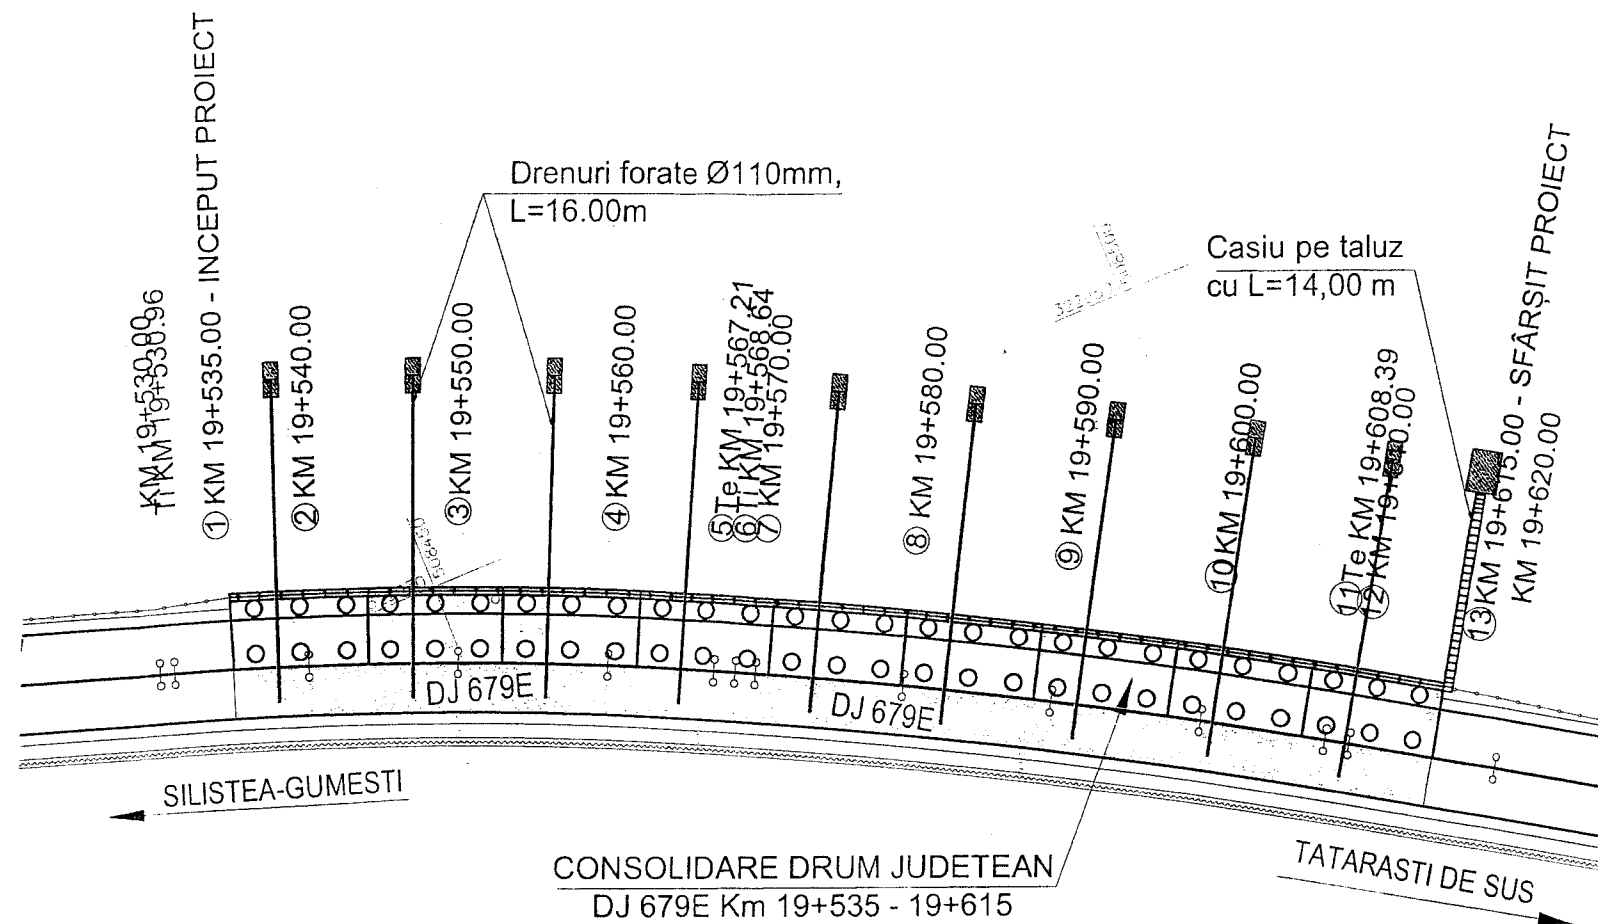 KM 19+530.00
Ti KM 19+530.96
① KM 19+535.00 - INCEPUT PROIECT
② KM 19+540.00
③ KM 19+550.00
④ KM 19+560.00
⑤ Te KM 19+567.21
⑥ Ti KM 19+568.64
⑦ KM 19+570.00
⑧ KM 19+580.00
⑨ KM 19+590.00
⑩ KM 19+600.00
⑪ Te KM 19+608.39
⑫ KM
⑬ KM 19+615.00 - SFÂRȘIT PROIECT
KM 19+620.00
Drenuri forate Ø110mm,
L=16.00m
Casiu pe taluz
cu L=14,00 m
DJ 679E
DJ 679E
SILISTEA-GUMESTI
CONSOLIDARE DRUM JUDETEAN
DJ 679E Km 19+535 - 19+615
TATARASTI DE SUS